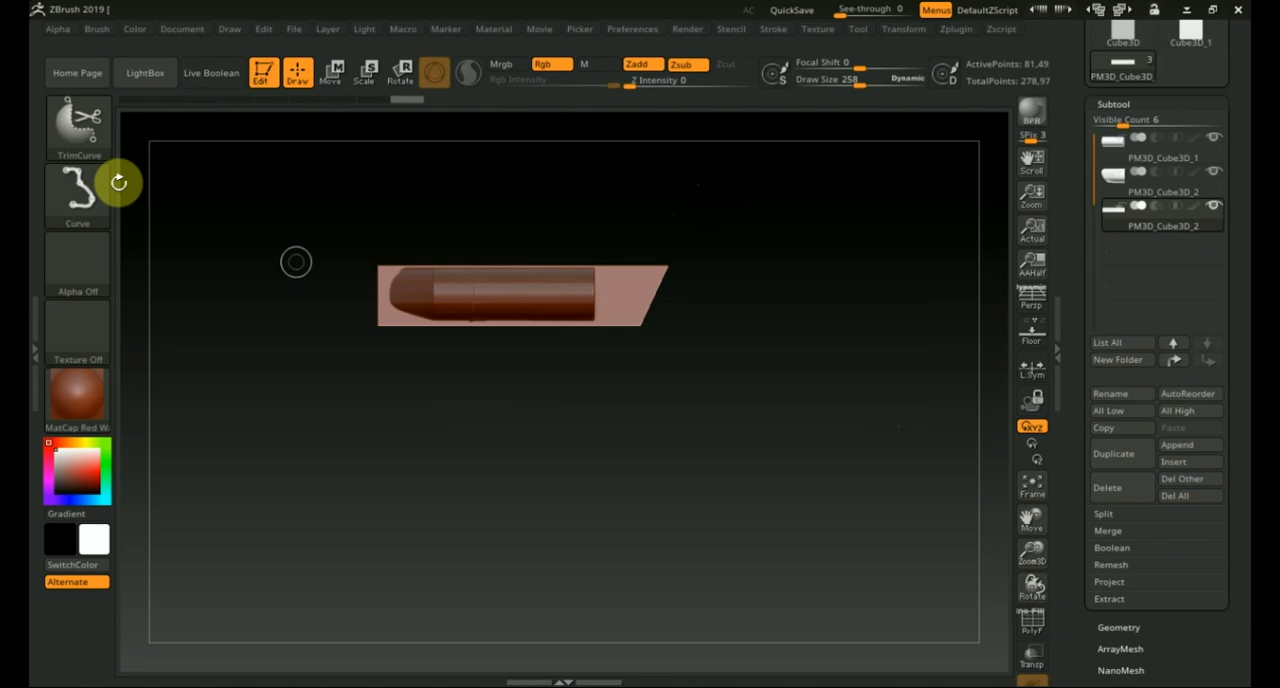 ZBrush 2019 [
AC QuickSave See-through 0 Menus DefaultZScript
Alpha Brush Color Document Draw Edit File Layer Light Macro Marker Material Movie Picker Preferences Render Stencil Stroke Texture Tool Transform Zplugin Zscript
Home Page LightBox Live Boolean Edit Draw Move Scale Rotate
Mrgb Rgb M Zadd Zsub Zcut
Rgb Intensity Z Intensity 0
Focal Shift 0
Draw Size 258 Dynamic
S
D
ActivePoints: 81,49
TotalPoints: 278,97
TrimCurve
Curve
Alpha Off
Texture Off
MatCap Red W
Gradient
SwitchColor
Alternate
BPR
SPix 3
Scroll
Zoom
Actual
AAHalf
Dynamic
Persp
Floor
L.Sym
XYZ
Frame
Move
Zoom3D
Rotate
PolyF
Transp
Cube3D Cube3D_1
3
PM3D_Cube3D_
Subtool
Visible Count 6
PM3D_Cube3D_1
PM3D_Cube3D_2
PM3D_Cube3D_2
List All
New Folder
Rename AutoReorder
All Low All High
Copy Paste
Duplicate Append
Insert
Delete Del Other
Del All
Split
Merge
Boolean
Remesh
Project
Extract
Geometry
ArrayMesh
NanoMesh